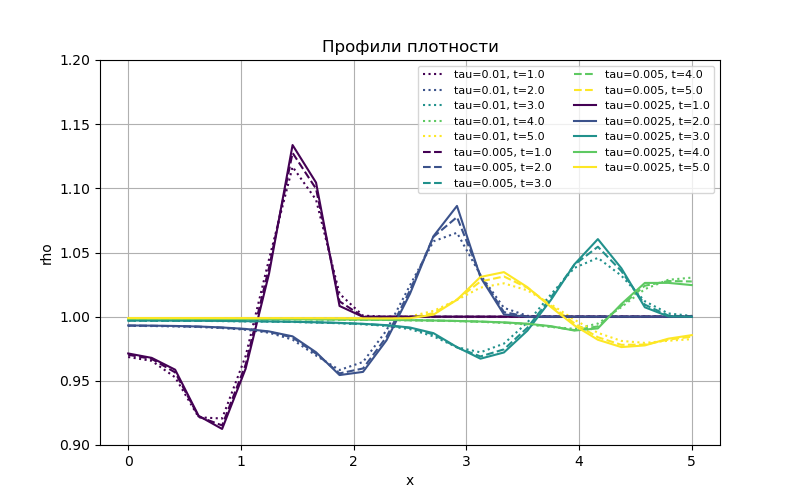 Профили плотности
1.20
1.15
1.10
1.05
1.00
0.95
0.90
rho
tau=0.01, t=1.0
tau=0.01, t=2.0
tau=0.01, t=3.0
tau=0.01, t=4.0
tau=0.01, t=5.0
tau=0.005, t=1.0
tau=0.005, t=2.0
tau=0.005, t=3.0
tau=0.005, t=4.0
tau=0.005, t=5.0
tau=0.0025, t=1.0
tau=0.0025, t=2.0
tau=0.0025, t=3.0
tau=0.0025, t=4.0
tau=0.0025, t=5.0
0
1
2
3
4
5
x